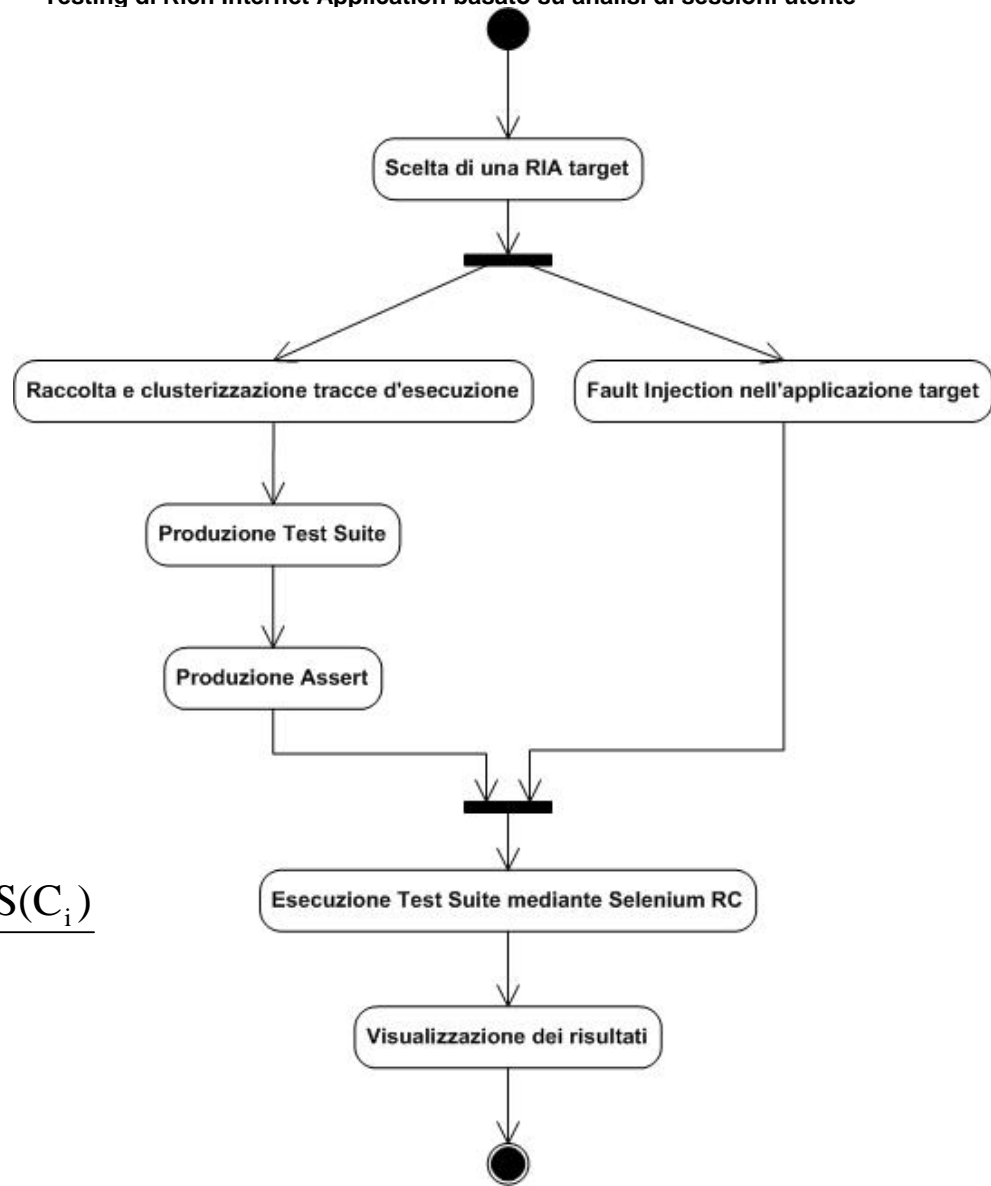 Testing di Rich Internet Application basato su analisi di sessioni utente
Scelta di una RIA target
Raccolta e clusterizzazione tracce d'esecuzione
Fault Injection nell'applicazione target
Produzione Test Suite
Produzione Assert
S(Cᵢ)
Esecuzione Test Suite mediante Selenium RC
Visualizzazione dei risultati